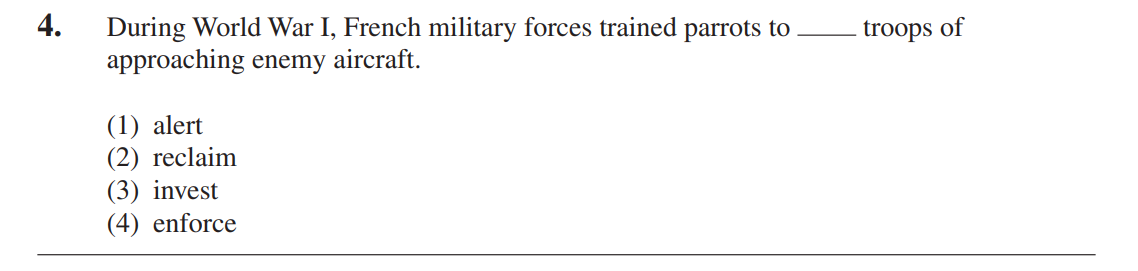 4. During World War I, French military forces trained parrots to ____ troops of
approaching enemy aircraft.
(1) alert
(2) reclaim
(3) invest
(4) enforce